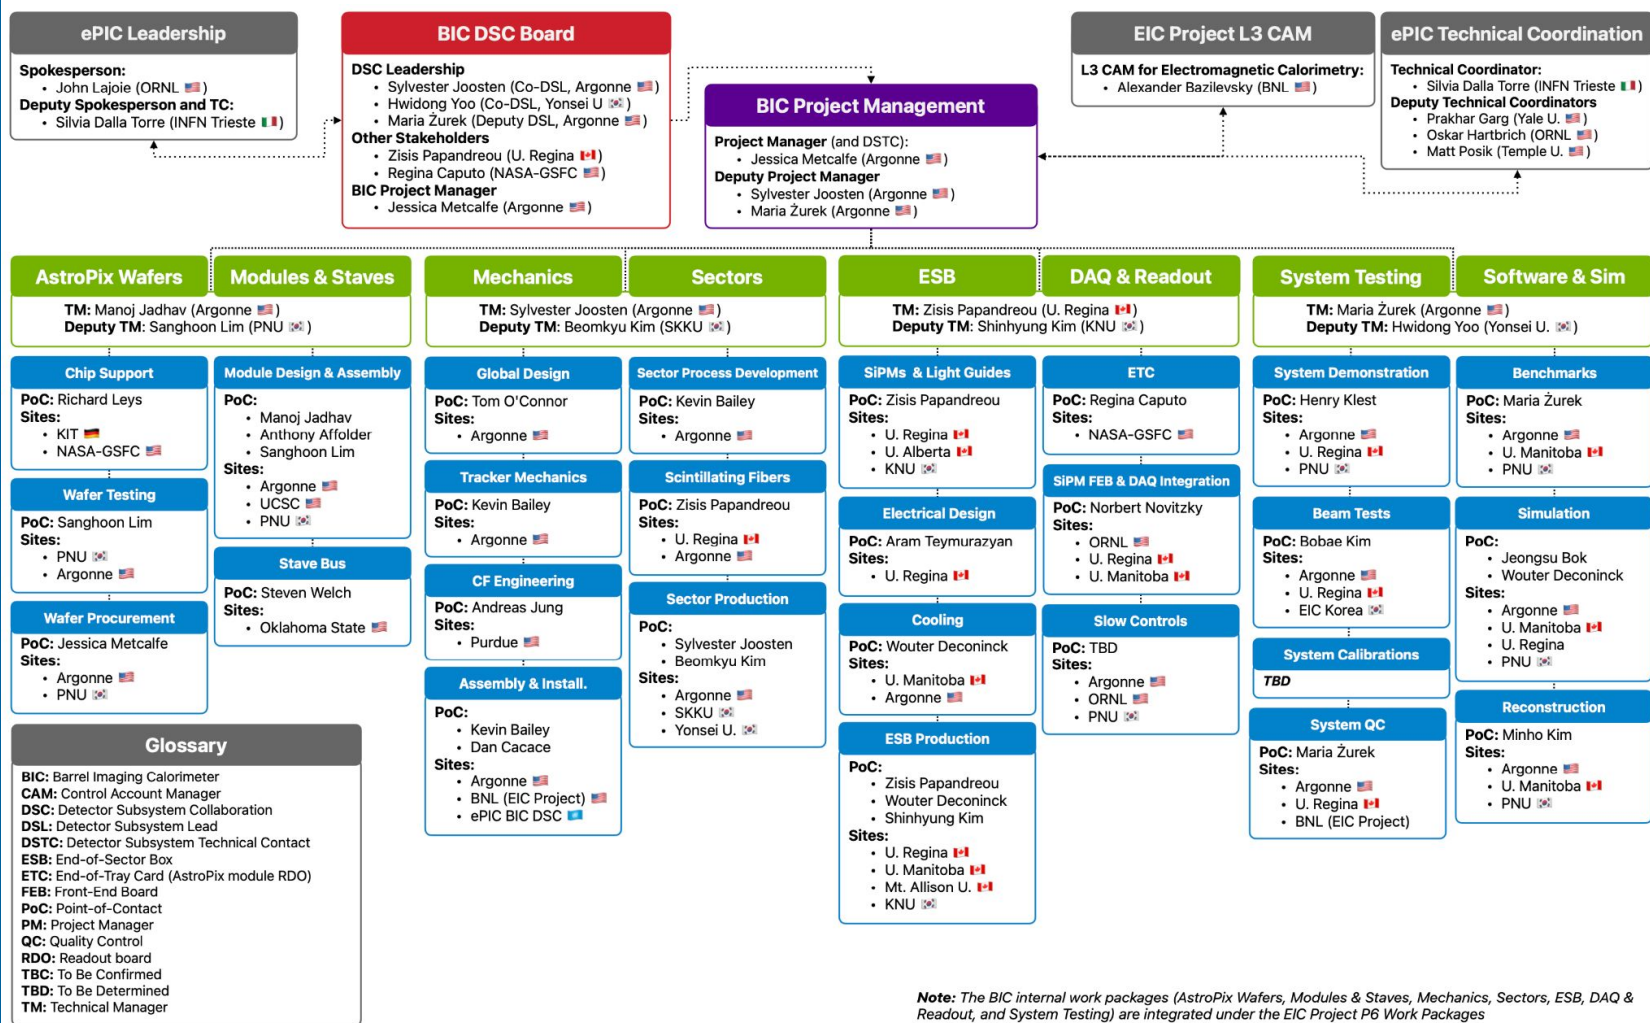 ePIC Leadership
Spokesperson:
• John Lajoie (ORNL 🇺🇸)
Deputy Spokesperson and TC:
• Silvia Dalla Torre (INFN Trieste 🇮🇹)
BIC DSC Board
DSC Leadership
• Sylvester Joosten (Co-DSL, Argonne 🇺🇸)
• Hwidong Yoo (Co-DSL, Yonsei U 🇰🇷)
• Maria Żurek (Deputy DSL, Argonne 🇺🇸)
Other Stakeholders
• Zisis Papandreou (U. Regina 🇨🇦)
• Regina Caputo (NASA-GSFC 🇺🇸)
BIC Project Manager
• Jessica Metcalfe (Argonne 🇺🇸)
BIC Project Management
Project Manager (and DSTC):
• Jessica Metcalfe (Argonne 🇺🇸)
Deputy Project Manager
• Sylvester Joosten (Argonne 🇺🇸)
• Maria Żurek (Argonne 🇺🇸)
EIC Project L3 CAM
L3 CAM for Electromagnetic Calorimetry:
• Alexander Bazilevsky (BNL 🇺🇸)
ePIC Technical Coordination
Technical Coordinator:
• Silvia Dalla Torre (INFN Trieste 🇮🇹)
Deputy Technical Coordinators
• Prakhar Garg (Yale U. 🇺🇸)
• Oskar Hartbrich (ORNL 🇺🇸)
• Matt Posik (Temple U. 🇺🇸)
AstroPix Wafers
Modules & Staves
TM: Manoj Jadhav (Argonne 🇺🇸)
Deputy TM: Sanghoon Lim (PNU 🇰🇷)
Chip Support
PoC: Richard Leys
Sites:
• KIT 🇩🇪
• NASA-GSFC 🇺🇸
Wafer Testing
PoC: Sanghoon Lim
Sites:
• PNU 🇰🇷
• Argonne 🇺🇸
Wafer Procurement
PoC: Jessica Metcalfe
Sites:
• Argonne 🇺🇸
• PNU 🇰🇷
Module Design & Assembly
PoC:
• Manoj Jadhav
• Anthony Affolder
• Sanghoon Lim
Sites:
• Argonne 🇺🇸
• UCSC 🇺🇸
• PNU 🇰🇷
Stave Bus
PoC: Steven Welch
Sites:
• Oklahoma State 🇺🇸
Mechanics
Sectors
TM: Sylvester Joosten (Argonne 🇺🇸)
Deputy TM: Beomkyu Kim (SKKU 🇰🇷)
Global Design
PoC: Tom O'Connor
Sites:
• Argonne 🇺🇸
Tracker Mechanics
PoC: Kevin Bailey
Sites:
• Argonne 🇺🇸
CF Engineering
PoC: Andreas Jung
Sites:
• Purdue 🇺🇸
Assembly & Install.
PoC:
• Kevin Bailey
• Dan Cacace
Sites:
• Argonne 🇺🇸
• BNL (EIC Project) 🇺🇸
• ePIC BIC DSC 🇺🇳
Sector Process Development
PoC: Kevin Bailey
Sites:
• Argonne 🇺🇸
Scintillating Fibers
PoC: Zisis Papandreou
Sites:
• U. Regina 🇨🇦
• Argonne 🇺🇸
Sector Production
PoC:
• Sylvester Joosten
• Beomkyu Kim
Sites:
• Argonne 🇺🇸
• SKKU 🇰🇷
• Yonsei U. 🇰🇷
ESB
DAQ & Readout
TM: Zisis Papandreou (U. Regina 🇨🇦)
Deputy TM: Shinhyung Kim (KNU 🇰🇷)
SiPMs & Light Guides
PoC: Zisis Papandreou
Sites:
• U. Regina 🇨🇦
• U. Alberta 🇨🇦
• KNU 🇰🇷
Electrical Design
PoC: Aram Teymurazyan
Sites:
• U. Regina 🇨🇦
Cooling
PoC: Wouter Deconinck
Sites:
• U. Manitoba 🇨🇦
• Argonne 🇺🇸
ESB Production
PoC:
• Zisis Papandreou
• Wouter Deconinck
• Shinhyung Kim
Sites:
• U. Regina 🇨🇦
• U. Manitoba 🇨🇦
• Mt. Allison U. 🇨🇦
• KNU 🇰🇷
ETC
PoC: Regina Caputo
Sites:
• NASA-GSFC 🇺🇸
SiPM FEB & DAQ Integration
PoC: Norbert Novitzky
Sites:
• ORNL 🇺🇸
• U. Regina 🇨🇦
• U. Manitoba 🇨🇦
Slow Controls
PoC: TBD
Sites:
• Argonne 🇺🇸
• ORNL 🇺🇸
• PNU 🇰🇷
System Testing
Software & Sim
TM: Maria Żurek (Argonne 🇺🇸)
Deputy TM: Hwidong Yoo (Yonsei U. 🇰🇷)
System Demonstration
PoC: Henry Klest
Sites:
• Argonne 🇺🇸
• U. Regina 🇨🇦
• PNU 🇰🇷
Beam Tests
PoC: Bobae Kim
Sites:
• Argonne 🇺🇸
• U. Regina 🇨🇦
• EIC Korea 🇰🇷
System Calibrations
TBD
System QC
PoC: Maria Żurek
Sites:
• Argonne 🇺🇸
• U. Regina 🇨🇦
• BNL (EIC Project)
Benchmarks
PoC: Maria Żurek
Sites:
• Argonne 🇺🇸
• U. Manitoba 🇨🇦
• PNU 🇰🇷
Simulation
PoC:
• Jeongsu Bok
• Wouter Deconinck
Sites:
• Argonne 🇺🇸
• U. Manitoba 🇨🇦
• U. Regina
• PNU 🇰🇷
Reconstruction
PoC: Minho Kim
Sites:
• Argonne 🇺🇸
• U. Manitoba 🇨🇦
• PNU 🇰🇷
Glossary
BIC: Barrel Imaging Calorimeter
CAM: Control Account Manager
DSC: Detector Subsystem Collaboration
DSL: Detector Subsystem Lead
DSTC: Detector Subsystem Technical Contact
ESB: End-of-Sector Box
ETC: End-of-Tray Card (AstroPix module RDO)
FEB: Front-End Board
PoC: Point-of-Contact
PM: Project Manager
QC: Quality Control
RDO: Readout board
TBC: To Be Confirmed
TBD: To Be Determined
TM: Technical Manager
Note: The BIC internal work packages (AstroPix Wafers, Modules & Staves, Mechanics, Sectors, ESB, DAQ &
Readout, and System Testing) are integrated under the EIC Project P6 Work Packages